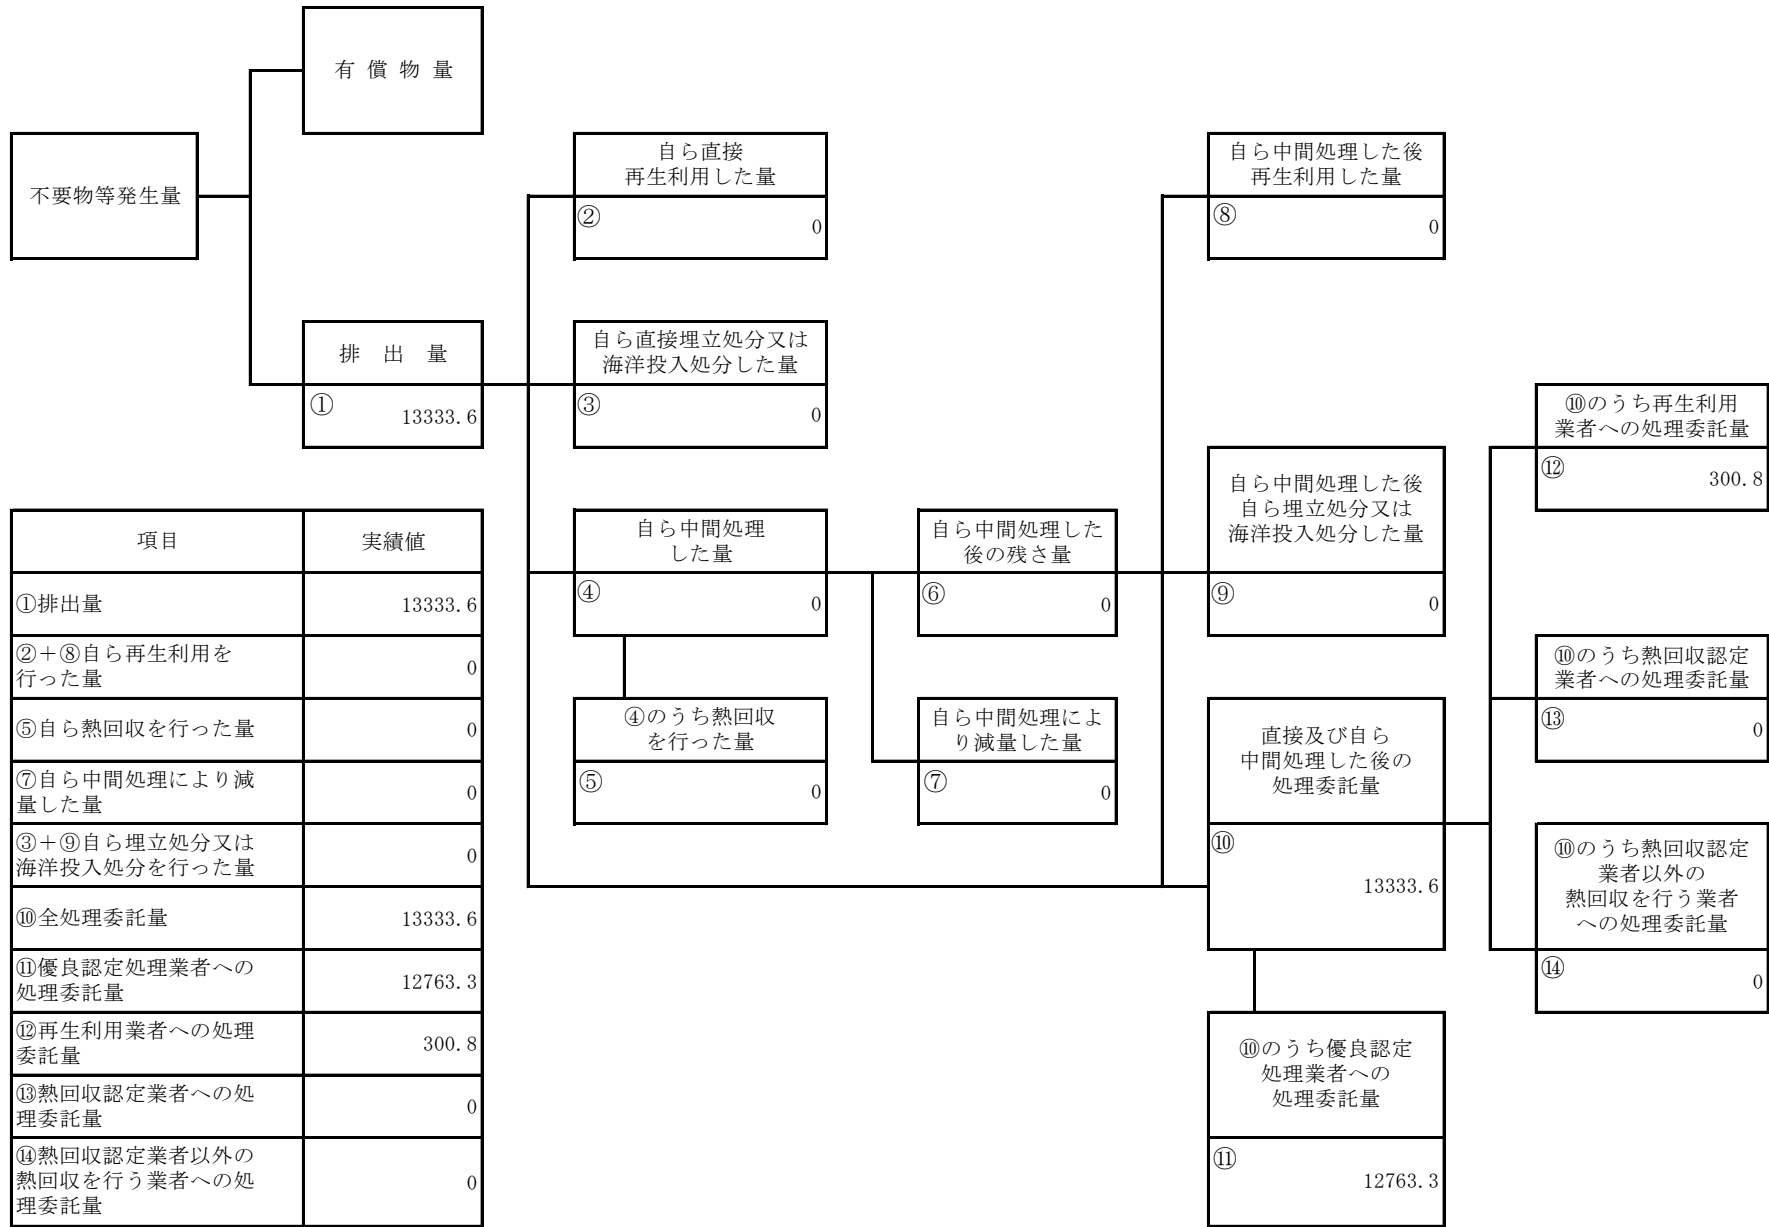 有 償 物 量
不要物等発生量
自ら直接
再生利用した量
②
0
自ら中間処理した後
再生利用した量
⑧
0
排 出 量
①
13333.6
自ら直接埋立処分又は
海洋投入処分した量
③
0
⑩のうち再生利用
業者への処理委託量
⑫
300.8
自ら中間処理
した量
④
0
自ら中間処理した
後の残さ量
⑥
0
自ら中間処理した後
自ら埋立処分又は
海洋投入処分した量
⑨
0
④のうち熱回収
を行った量
⑤
0
自ら中間処理によ
り減量した量
⑦
0
直接及び自ら
中間処理した後の
処理委託量
⑩
13333.6
⑩のうち熱回収認定
業者への処理委託量
⑬
0
⑩のうち熱回収認定
業者以外の
熱回収を行う業者
への処理委託量
⑭
0
⑩のうち優良認定
処理業者への
処理委託量
⑪
12763.3
項目 実績値
①排出量 13333.6
②+⑧自ら再生利用を
行った量 0
⑤自ら熱回収を行った量 0
⑦自ら中間処理により減
量した量 0
③+⑨自ら埋立処分又は
海洋投入処分を行った量 0
⑩全処理委託量 13333.6
⑪優良認定処理業者への
処理委託量 12763.3
⑫再生利用業者への処理
委託量 300.8
⑬熱回収認定業者への処
理委託量 0
⑭熱回収認定業者以外の
熱回収を行う業者への処
理委託量 0